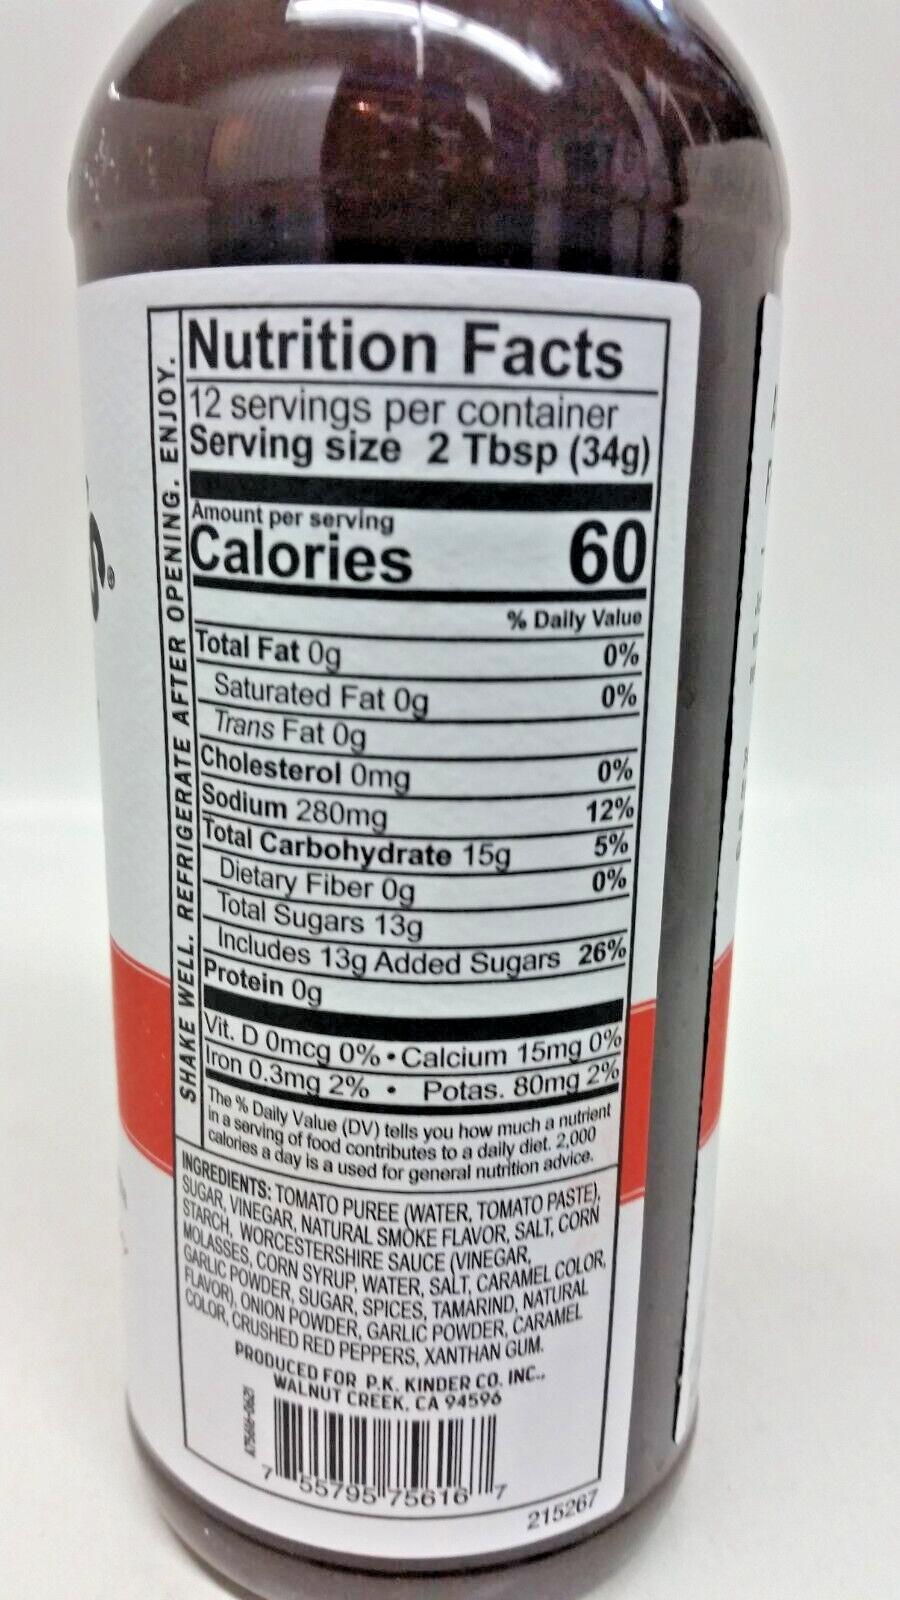 SHAKE WELL. REFRIGERATE AFTER OPENING. ENJOY.
Nutrition Facts
12 servings per container
Serving size 2 Tbsp (34g)
Amount per serving
Calories 60
% Daily Value
Total Fat 0g 0%
Saturated Fat 0g 0%
Trans Fat 0g
Cholesterol 0mg 0%
Sodium 280mg 12%
Total Carbohydrate 15g 5%
Dietary Fiber 0g 0%
Total Sugars 13g
Includes 13g Added Sugars 26%
Protein 0g
Vit. D 0mcg 0% • Calcium 15mg 0%
Iron 0.3mg 2% • Potas. 80mg 2%
The % Daily Value (DV) tells you how much a nutrient
in a serving of food contributes to a daily diet. 2,000
calories a day is a used for general nutrition advice.
INGREDIENTS: TOMATO PUREE (WATER, TOMATO PASTE),
SUGAR, VINEGAR, NATURAL SMOKE FLAVOR, SALT, CORN
STARCH, WORCESTERSHIRE SAUCE (VINEGAR,
MOLASSES, CORN SYRUP, WATER, SALT, CARAMEL COLOR,
GARLIC POWDER, SUGAR, SPICES, TAMARIND, NATURAL
FLAVOR), ONION POWDER, GARLIC POWDER, CARAMEL
COLOR, CRUSHED RED PEPPERS, XANTHAN GUM.
PRODUCED FOR P.K. KINDER CO. INC.,
WALNUT CREEK, CA 94596
A75616-0621
7 55795 75616 7
215267